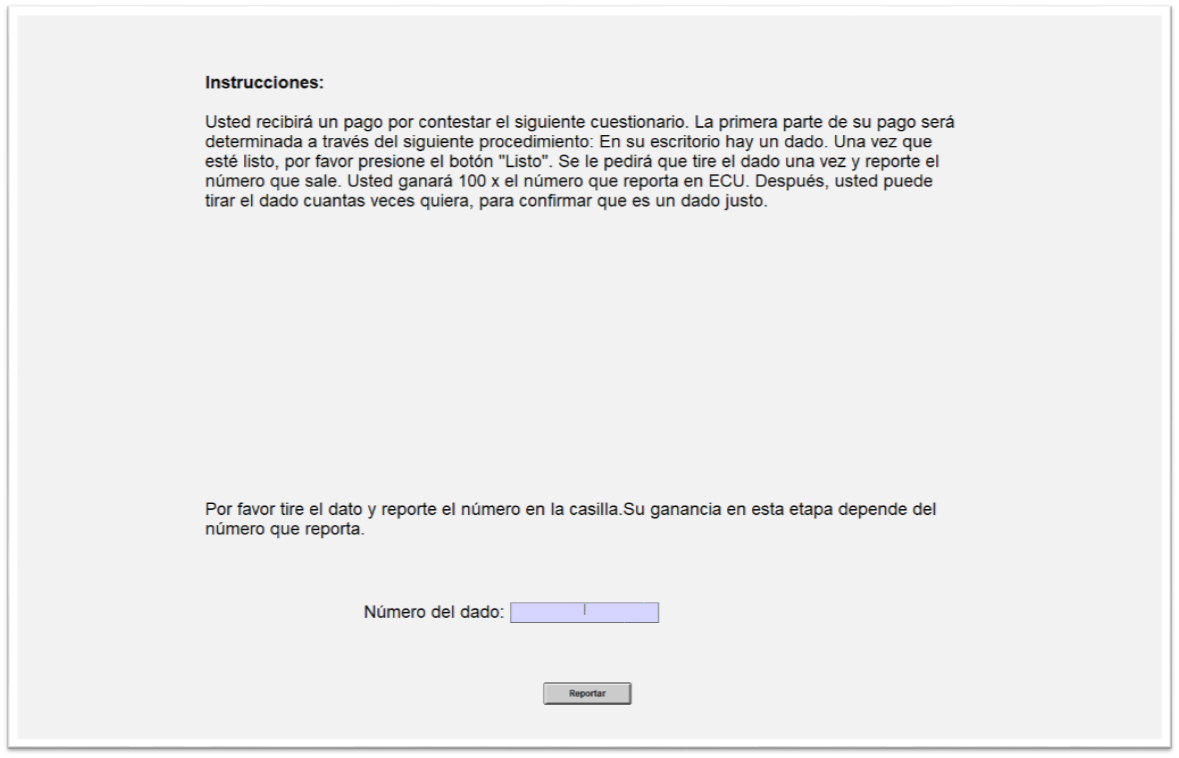 Instrucciones:
Usted recibirá un pago por contestar el siguiente cuestionario. La primera parte de su pago será
determinada a través del siguiente procedimiento: En su escritorio hay un dado. Una vez que
esté listo, por favor presione el botón "Listo". Se le pedirá que tire el dado una vez y reporte el
número que sale. Usted ganará 100 x el número que reporta en ECU. Después, usted puede
tirar el dado cuantas veces quiera, para confirmar que es un dado justo.
Por favor tire el dato y reporte el número en la casilla.Su ganancia en esta etapa depende del
número que reporta.
Número del dado:
Reportar